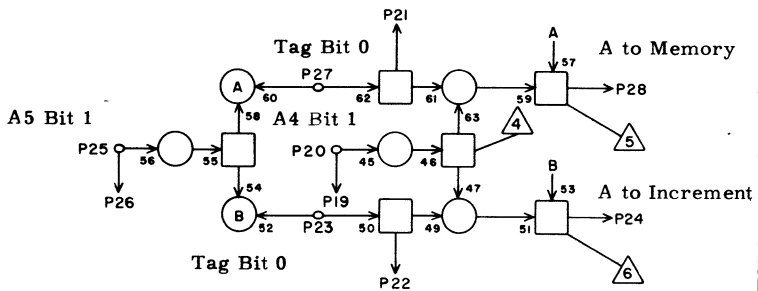 P21
Tag Bit 0
A
57
A to Memory
P27
A
60
62
61
59
P28
58
63
A5 Bit 1
A4 Bit 1
4
5
P25
56
55
P20
45
46
54
47
B
53
A to Increment
P26
P19
B
52
P23
50
49
51
P24
Tag Bit 0
6
P22